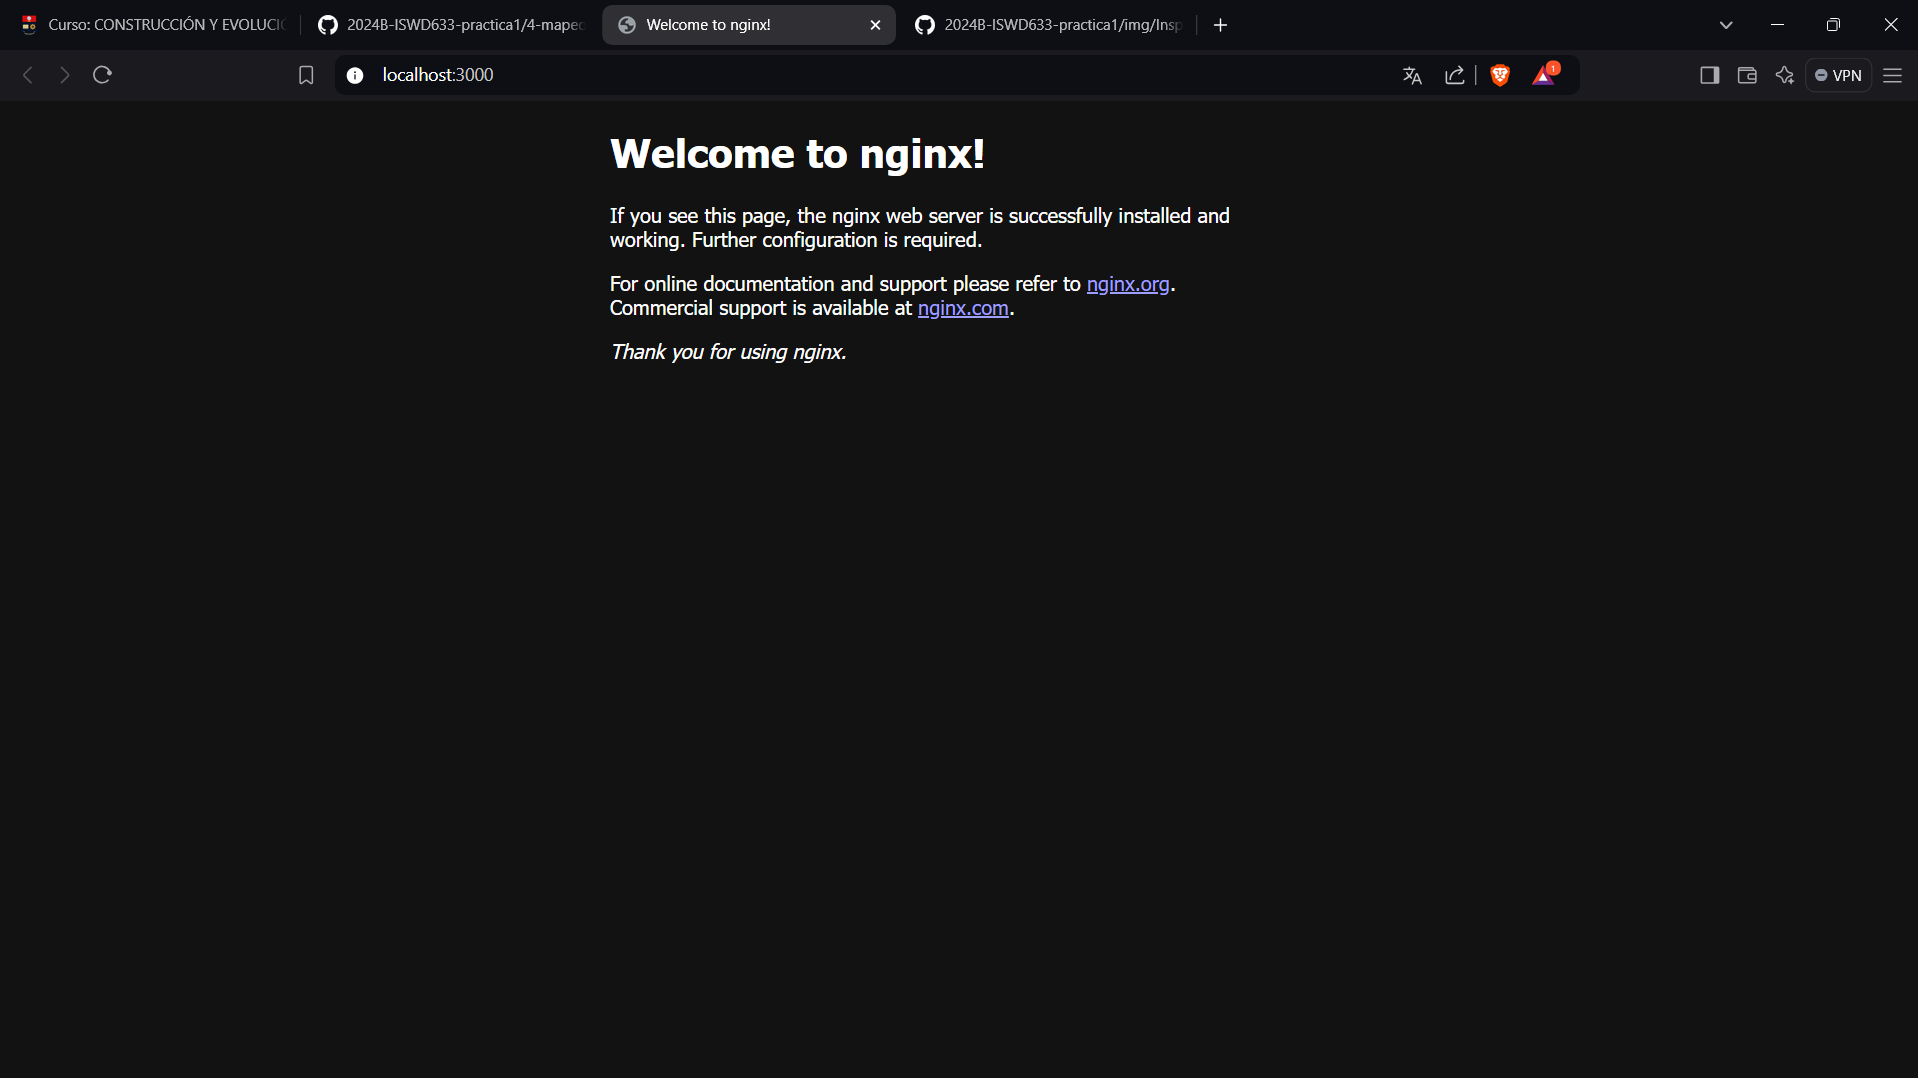 Curso: CONSTRUCCIÓN Y EVOLUCI
2024B-ISWD633-practica1/4-mape
Welcome to nginx!
2024B-ISWD633-practica1/img/Insp
localhost:3000
1
VPN
Welcome to nginx!
If you see this page, the nginx web server is successfully installed and
working. Further configuration is required.
For online documentation and support please refer to nginx.org.
Commercial support is available at nginx.com.
Thank you for using nginx.